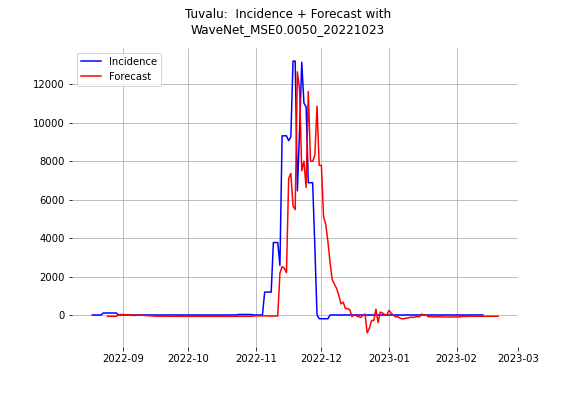 Tuvalu:  Incidence + Forecast with
WaveNet_MSE0.0050_20221023
Incidence
Forecast
12000
10000
8000
6000
4000
2000
0
2022-09 2022-10 2022-11 2022-12 2023-01 2023-02 2023-03